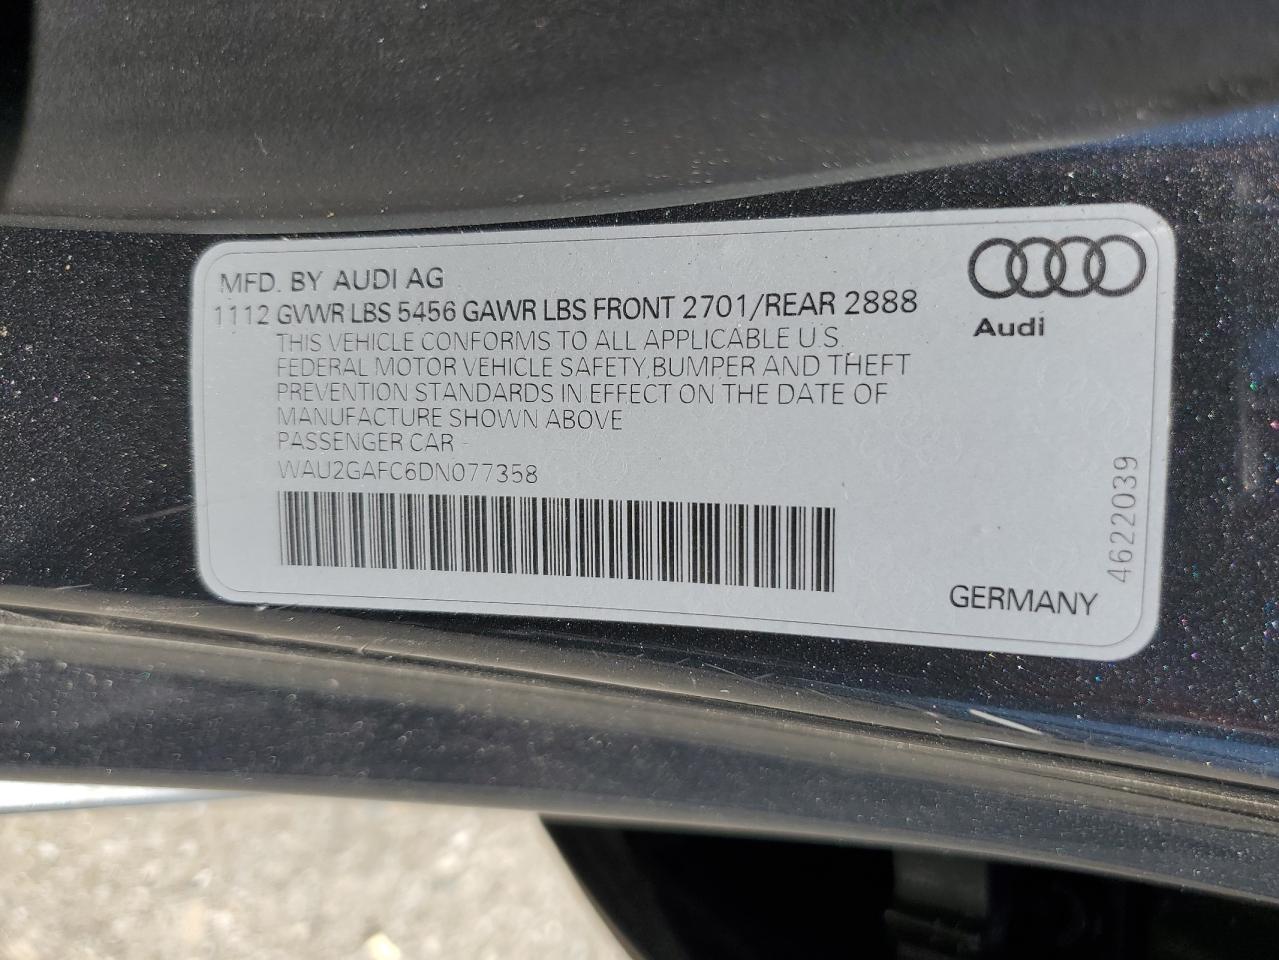 MFD. BY AUDI AG
1112 GVWR LBS 5456 GAWR LBS FRONT 2701/REAR 2888
THIS VEHICLE CONFORMS TO ALL APPLICABLE U.S.
FEDERAL MOTOR VEHICLE SAFETY,BUMPER AND THEFT
PREVENTION STANDARDS IN EFFECT ON THE DATE OF
MANUFACTURE SHOWN ABOVE
PASSENGER CAR -
WAU2GAFC6DN077358
Audi
GERMANY
4622039